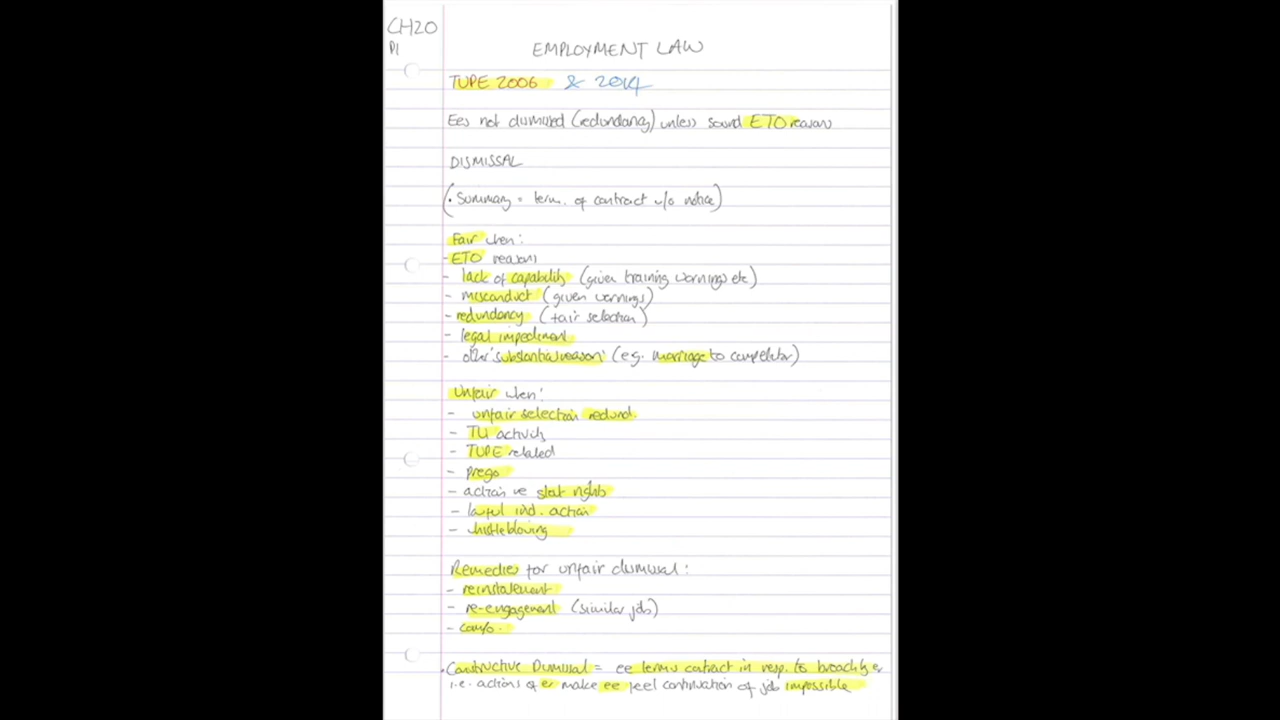 CH20
P1
EMPLOYMENT LAW
TUPE 2006 & 2014
Ees not dismissed (redundancy) unless sound ETO reasons
DISMISSAL
(• Summary = term. of contract w/o notice)
Fair when:
- ETO reasons
- lack of capability (given training warnings etc)
- misconduct (given warnings)
- redundancy (fair selection)
- legal impediment
- other 'substantial reason' (e.g. marriage to competitor)
Unfair when:
- unfair selection redund.
- TU activity
- TUPE related
- prego
- action re stat rights
- lawful ind. action
- whistleblowing
Remedies for unfair dismissal:
- reinstatement
- re-engagement (similar job)
- comp.
• Constructive Dismissal = ee terms contract in resp. to breach by er
i.e. actions of er make ee feel continuation of job impossible